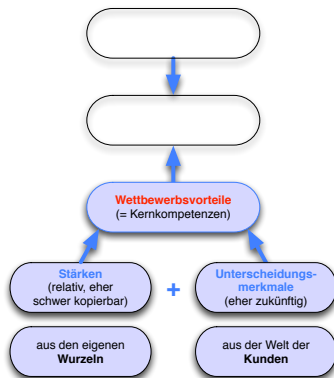 Wettbewerbsvorteile
(= Kernkompetenzen)
Stärken
(relativ, eher
schwer kopierbar)
+
Unterscheidungs-
merkmale
(eher zukünftig)
aus den eigenen
Wurzeln
aus der Welt der
Kunden